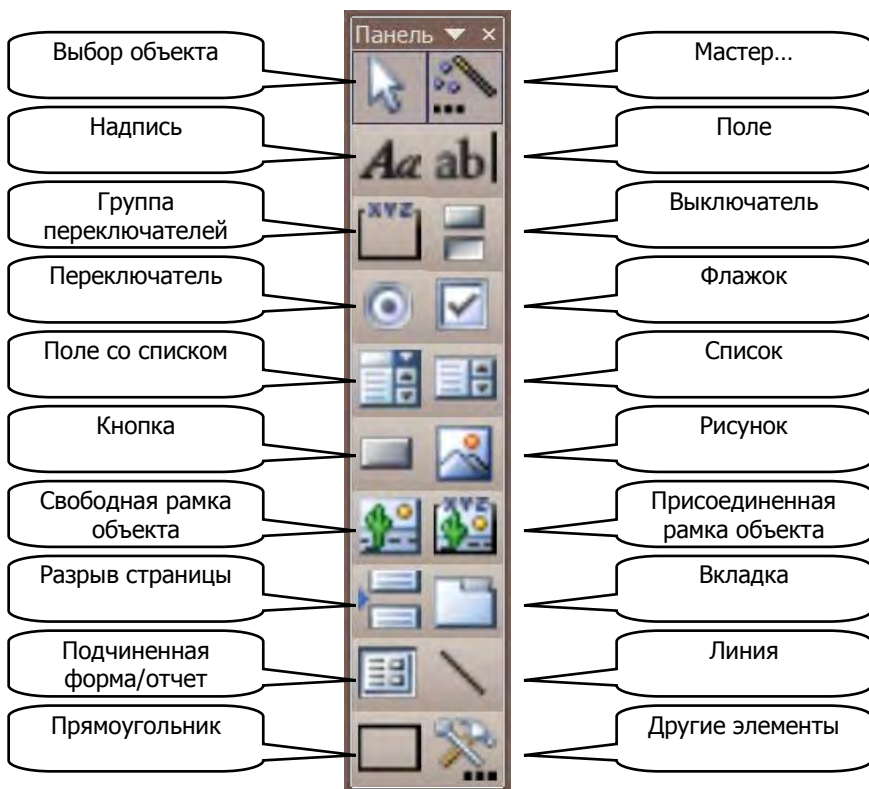 Панель
Выбор объекта
Мастер...
Надпись
Поле
Aa
ab
Группа
переключателей
XYZ
Выключатель
Переключатель
Флажок
Поле со списком
Список
Кнопка
Рисунок
Свободная рамка
объекта
XYZ
Присоединенная
рамка объекта
Разрыв страницы
Вкладка
Подчиненная
форма/отчет
Линия
Прямоугольник
Другие элементы